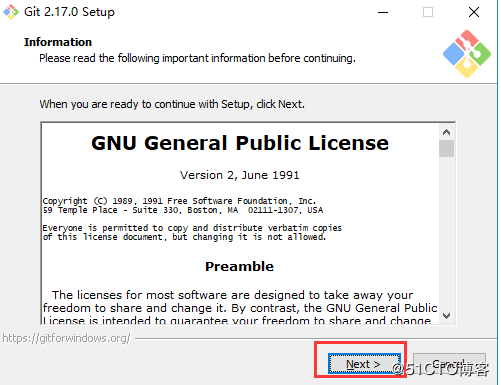 Git 2.17.0 Setup
Information
Please read the following important information before continuing.
When you are ready to continue with Setup, click Next.
GNU General Public License
Version 2, June 1991
Copyright (C) 1989, 1991 Free Software Foundation, Inc.
59 Temple Place - Suite 330, Boston, MA  02111-1307, USA
Everyone is permitted to copy and distribute verbatim copies
of this license document, but changing it is not allowed.
Preamble
The licenses for most software are designed to take away your
freedom to share and change it. By contrast, the GNU General Public
License is intended to guarantee your freedom to share and change
https://gitforwindows.org/
Next >
Cancel
@51CTO博客